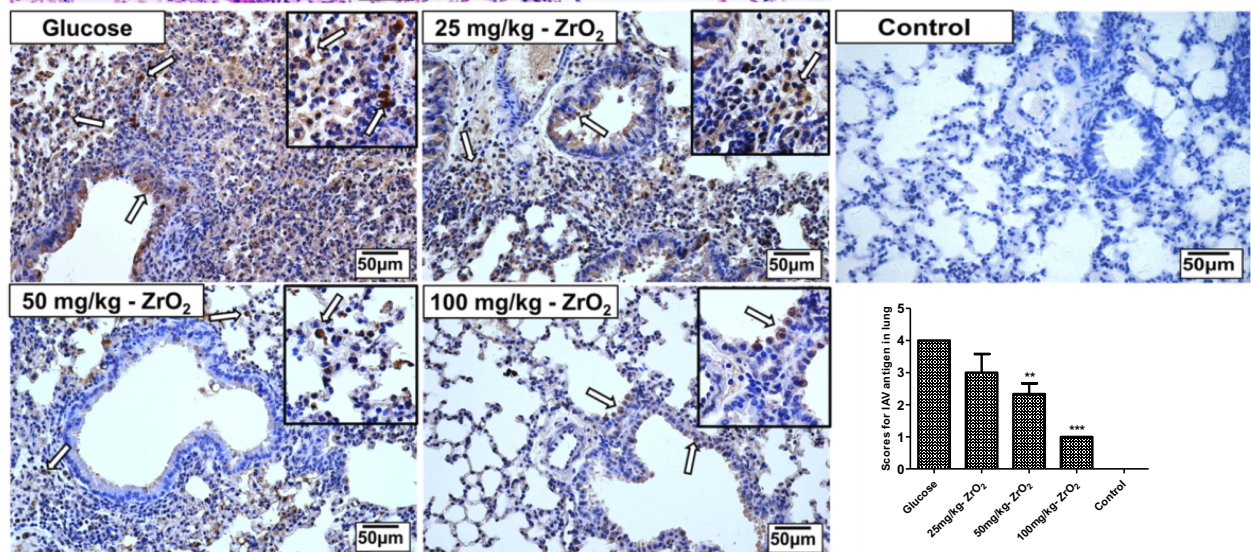 Glucose
25 mg/kg - ZrO₂
Control
50µm
50µm
50µm
50 mg/kg - ZrO₂
100 mg/kg - ZrO₂
50µm
50µm
Scores for IAV antigen in lung
5
4
3
2
1
0
**
***
Glucose
25mg/kg- ZrO₂
50mg/kg- ZrO₂
100mg/kg- ZrO₂
Control